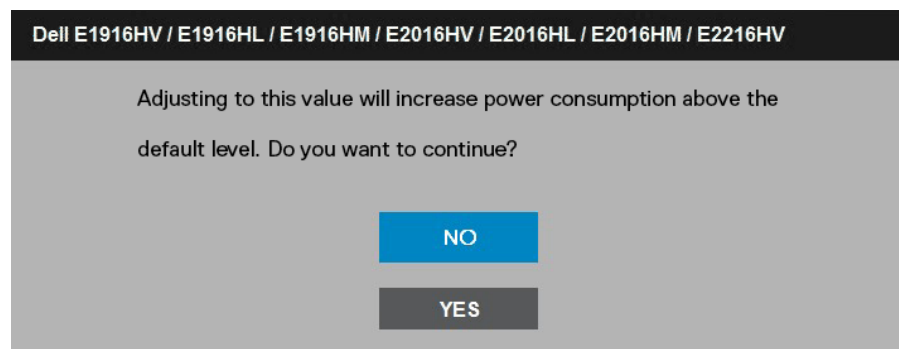 Dell E1916HV / E1916HL / E1916HM / E2016HV / E2016HL / E2016HM / E2216HV
Adjusting to this value will increase power consumption above the
default level. Do you want to continue?
NO
YES